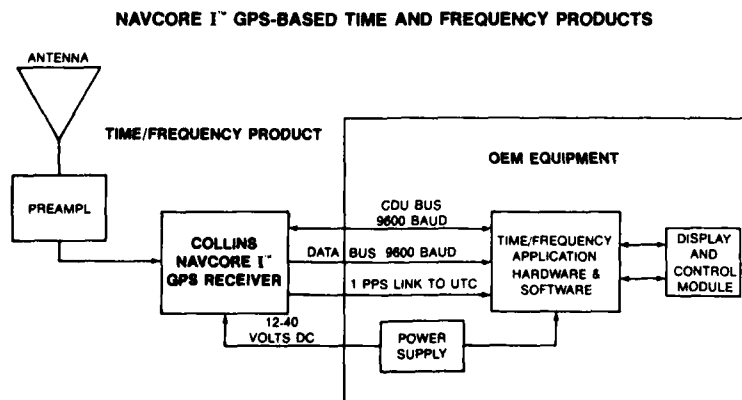 NAVCORE I™ GPS-BASED TIME AND FREQUENCY PRODUCTS
ANTENNA
TIME/FREQUENCY PRODUCT
OEM EQUIPMENT
PREAMPL
COLLINS
NAVCORE I™
GPS RECEIVER
CDU BUS
9600 BAUD
DATA BUS 9600 BAUD
1 PPS LINK TO UTC
TIME/FREQUENCY
APPLICATION
HARDWARE &
SOFTWARE
DISPLAY
AND
CONTROL
MODULE
12-40
VOLTS DC
POWER
SUPPLY